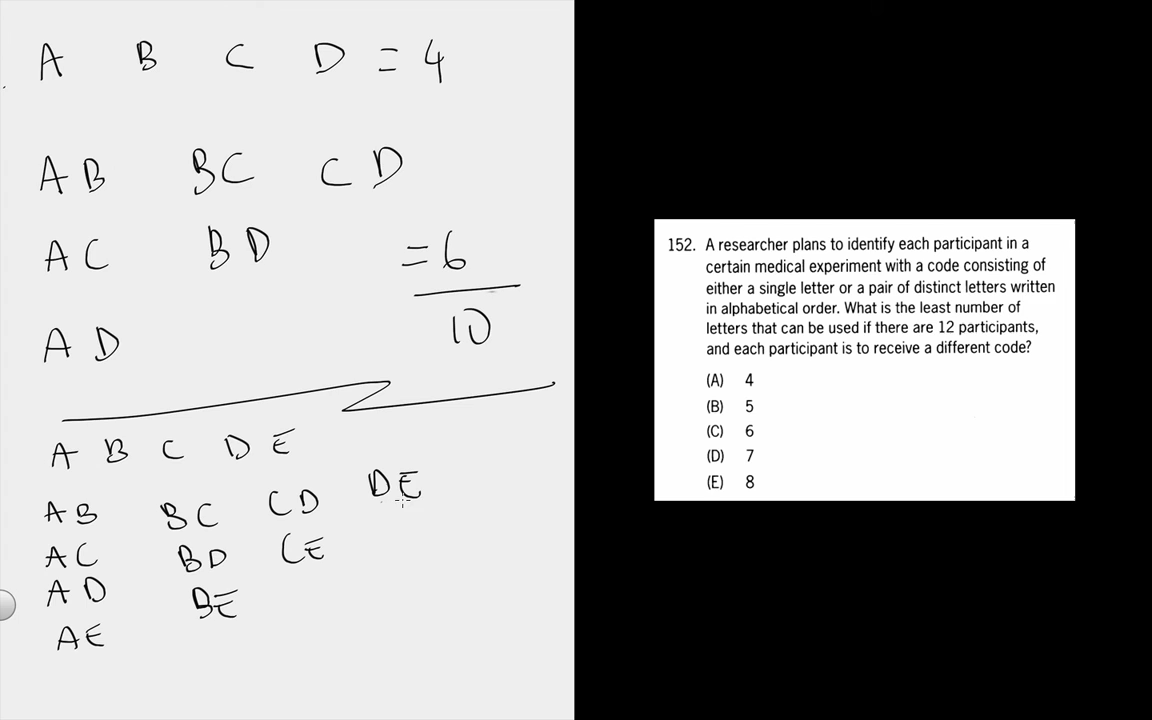 A B C D = 4
AB BC CD
AC BD = 6
10
AD
A B C D E
AB BC CD DE
AC BD CE
AD BE
AE
152. A researcher plans to identify each participant in a
certain medical experiment with a code consisting of
either a single letter or a pair of distinct letters written
in alphabetical order. What is the least number of
letters that can be used if there are 12 participants,
and each participant is to receive a different code?
(A) 4
(B) 5
(C) 6
(D) 7
(E) 8